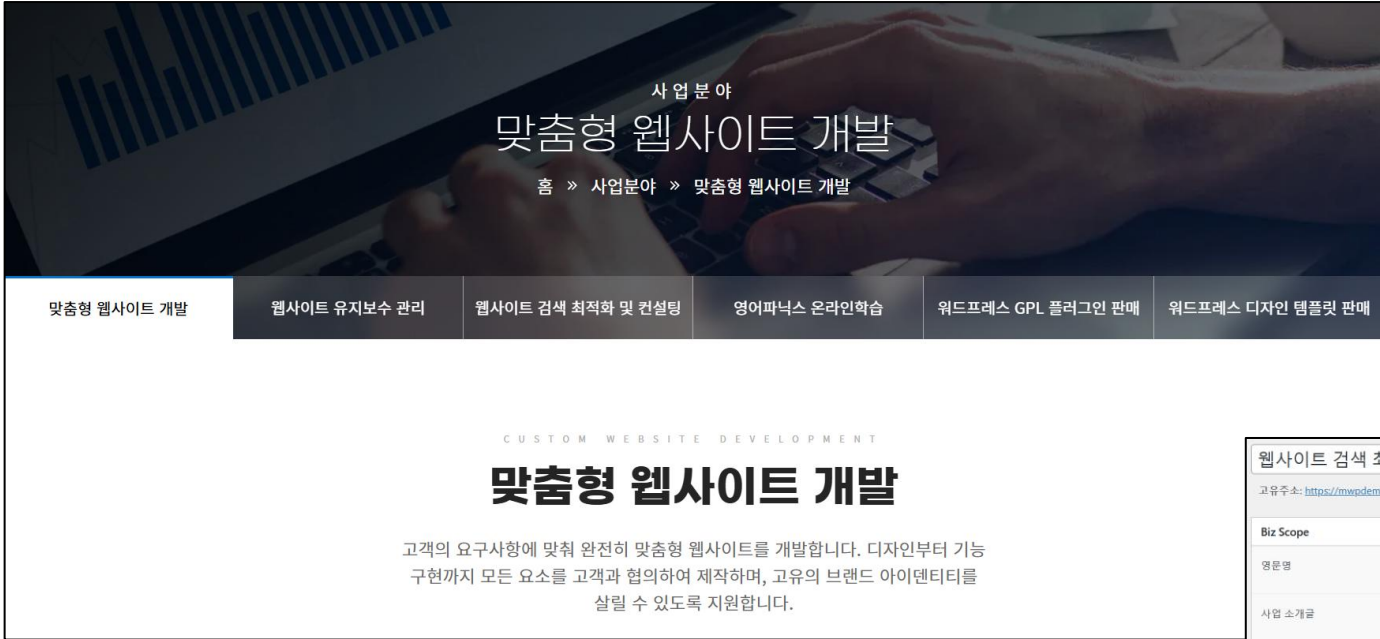 사업분야
맞춤형 웹사이트 개발
홈 » 사업분야 » 맞춤형 웹사이트 개발
맞춤형 웹사이트 개발 웹사이트 유지보수 관리 웹사이트 검색 최적화 및 컨설팅 영어파닉스 온라인학습 워드프레스 GPL 플러그인 판매 워드프레스 디자인 템플릿 판매
CUSTOM WEBSITE DEVELOPMENT
맞춤형 웹사이트 개발
고객의 요구사항에 맞춰 완전히 맞춤형 웹사이트를 개발합니다. 디자인부터 기능
구현까지 모든 요소를 고객과 협의하여 제작하며, 고유의 브랜드 아이덴티티를
살릴 수 있도록 지원합니다.
웹사이트 검색
고유주소: https://mwpdem
Biz Scope
영문명
사업 소개글